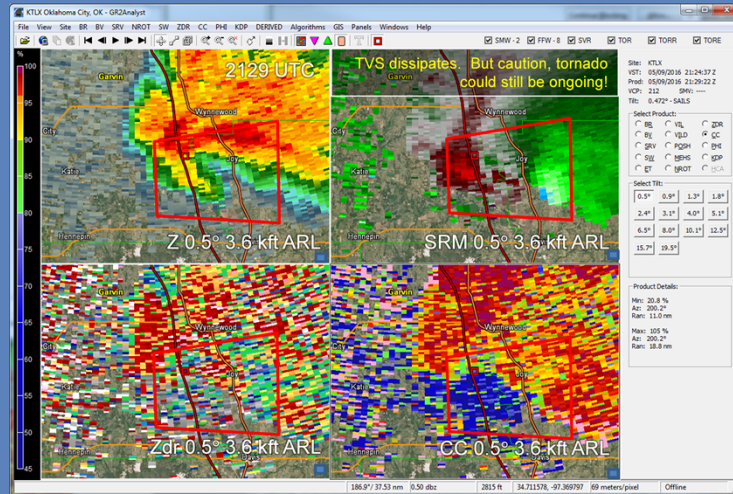 KTLX Oklahoma City, OK - GR2Analyst
File View Site BR BV SRV NROT SW ZDR CC PHI KDP DERIVED Algorithms GIS Panels Windows Help
SMW - 2 FFW - 8 SVR TOR TORR TORE
%
100
95
90
85
80
75
70
65
60
55
50
45
Garvin
2129 UTC
Wynnewood
City
Joy
Katie
Hennepin
Z 0.5° 3.6 kft ARL
TVS dissipates. But caution, tornado
could still be ongoing!
Wynnewood
City
Joy
Katie
Hennepin
SRM 0.5° 3.6 kft ARL
Garvin
Wynnewood
City
Joy
Katie
Hennepin
Davis
Zdr 0.5° 3.6 kft ARL
Garvin
Wynnewood
City
Joy
Katie
Hennepin
Davis
CC 0.5° 3.6 kft ARL
Site: KTLX
VST: 05/09/2016 21:24:37 Z
Prod: 05/09/2016 21:29:22 Z
VCP: 212 SMV: ----
Tilt: 0.472° - SAILS
Select Product:
BR VIL ZDR
BV VILD CC
SRV POSH PHI
SW MEHS KDP
ET NROT HCA
Select Tilt:
0.5° 0.9° 1.3° 1.8°
2.4° 3.1° 4.0° 5.1°
6.5° 8.0° 10.1° 12.5°
15.7° 19.5°
Product Details:
Min: 20.8 %
Az: 200.2°
Ran: 11.0 nm
Max: 105 %
Az: 200.2°
Ran: 18.8 nm
186.9°/ 37.53 nm 0.50 dbz 2815 ft 34.711578, -97.369797 69 meters/pixel Offline